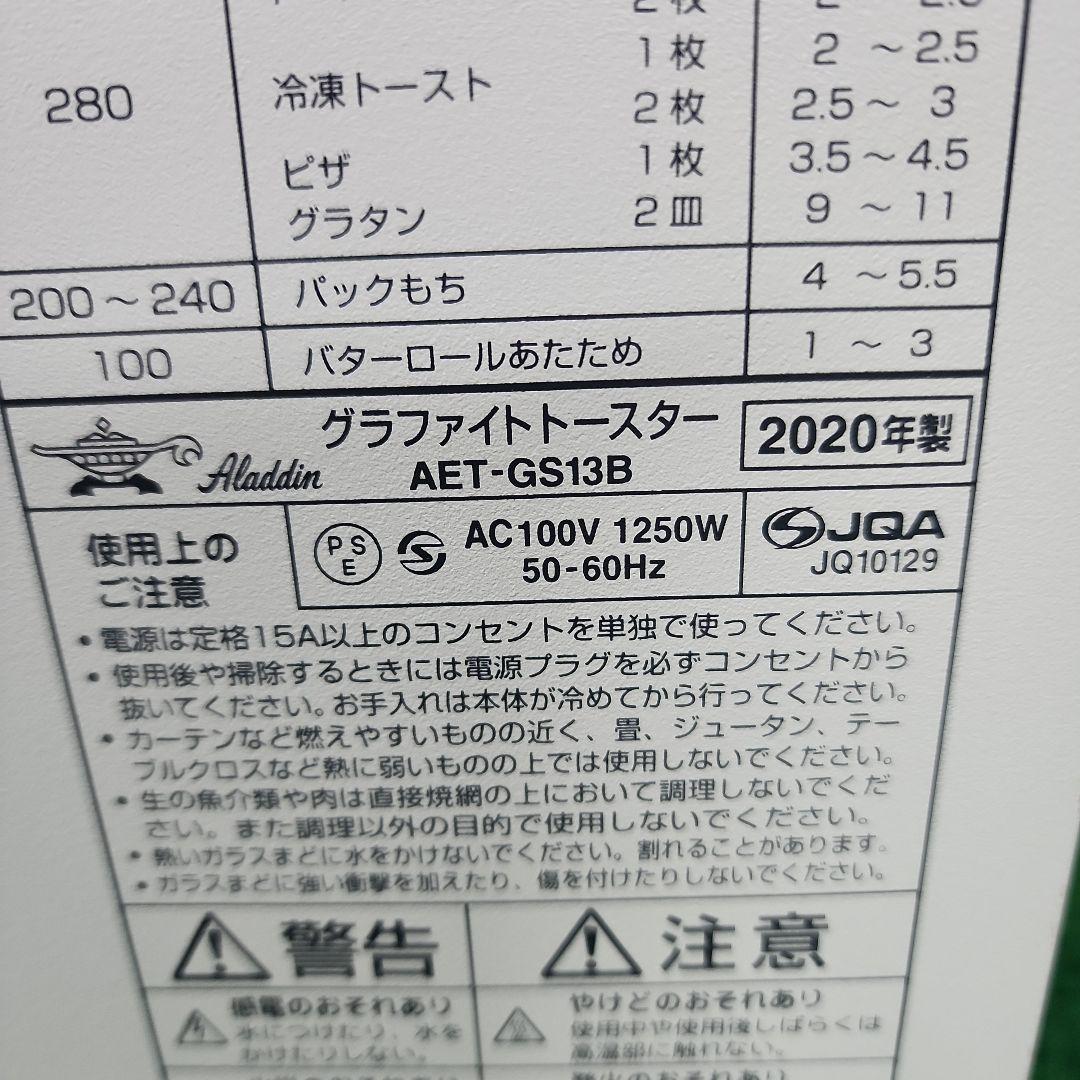 2枚 2 ~ 2.5
1枚 2 ~2.5
280 冷凍トースト
2枚 2.5~ 3
ピザ 1枚 3.5~4.5
グラタン 2皿 9 ~ 11
200~240 パックもち 4 ~5.5
100 バターロールあたため 1 ~ 3
Aladdin グラファイトトースター
AET-GS13B
2020年製
使用上の
ご注意
PSE AC100V 1250W
50-60Hz
JQA
JQ10129
・電源は定格15A以上のコンセントを単独で使ってください。
・使用後や掃除するときには電源プラグを必ずコンセントから
抜いてください。お手入れは本体が冷めてから行ってください。
・カーテンなど燃えやすいものの近く、畳、ジュータン、テー
ブルクロスなど熱に弱いものの上では使用しないでください。
・生の魚介類や肉は直接焼網の上において調理しないでくだ
さい。また調理以外の目的で使用しないでください。
・熱いガラスまどに水をかけないでください。割れることがあります。
・ガラスまどに強い衝撃を加えたり、傷を付けたりしないでください。
警告
感電のおそれあり
水につけたり、水を
かけたりしない。
注意
やけどのおそれあり
使用中や使用後しばらくは
高温部に触れない。